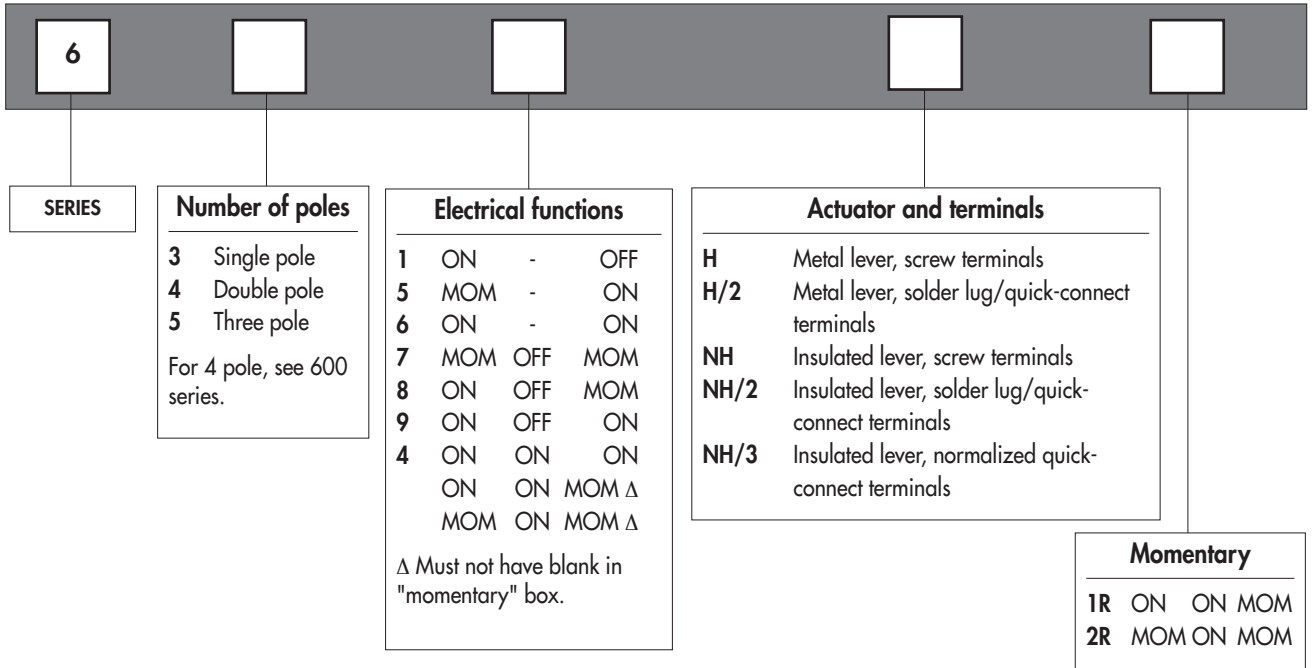 6
SERIES
Number of poles
3 Single pole
4 Double pole
5 Three pole
For 4 pole, see 600
series.
Electrical functions
1 ON - OFF
5 MOM - ON
6 ON - ON
7 MOM OFF MOM
8 ON OFF MOM
9 ON OFF ON
4 ON ON ON
ON ON MOM Δ
MOM ON MOM Δ
Δ Must not have blank in
"momentary" box.
Actuator and terminals
H Metal lever, screw terminals
H/2 Metal lever, solder lug/quick-connect
terminals
NH Insulated lever, screw terminals
NH/2 Insulated lever, solder lug/quick-
connect terminals
NH/3 Insulated lever, normalized quick-
connect terminals
Momentary
1R ON ON MOM
2R MOM ON MOM